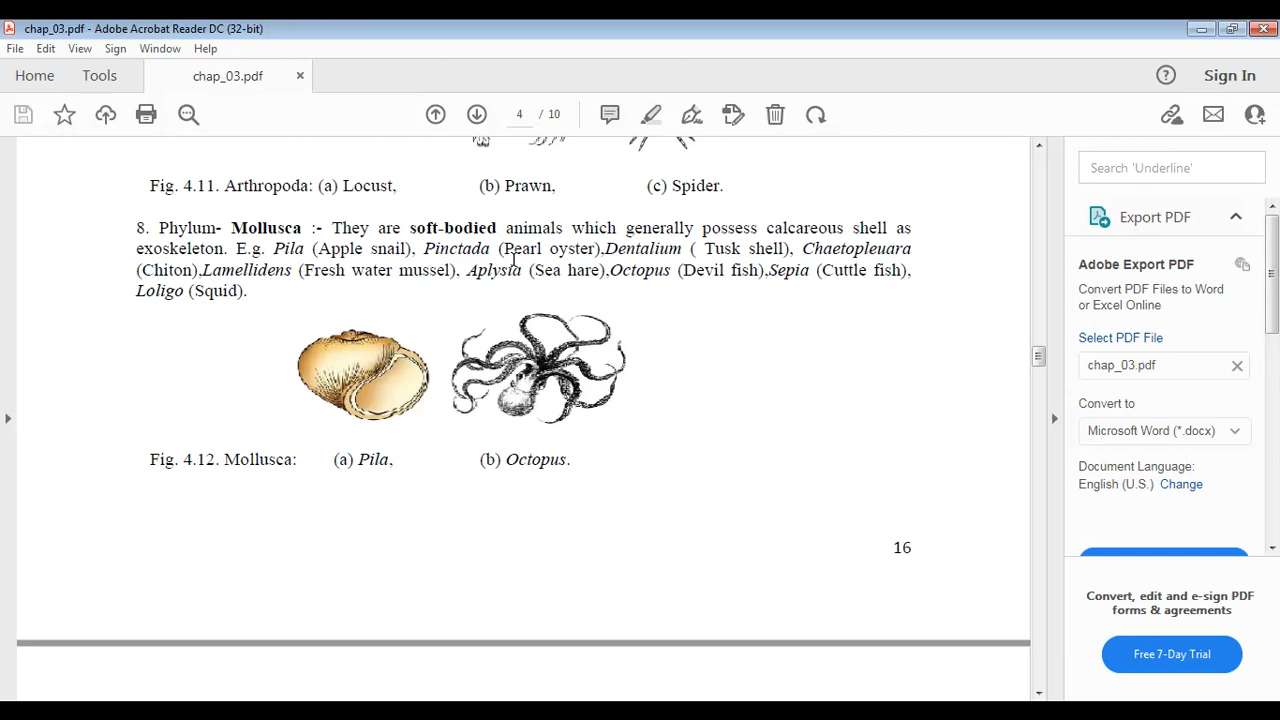 chap_03.pdf - Adobe Acrobat Reader DC (32-bit)
File Edit View Sign Window Help
Home Tools chap_03.pdf × Sign In
4 / 10
Search 'Underline'
Fig. 4.11. Arthropoda: (a) Locust, (b) Prawn, (c) Spider.
8. Phylum- Mollusca :- They are soft-bodied animals which generally possess calcareous shell as
exoskeleton. E.g. Pila (Apple snail), Pinctada (Pearl oyster),Dentalium ( Tusk shell), Chaetopleuara
(Chiton),Lamellidens (Fresh water mussel), Aplysia (Sea hare),Octopus (Devil fish),Sepia (Cuttle fish),
Loligo (Squid).
Fig. 4.12. Mollusca: (a) Pila, (b) Octopus.
16
Export PDF
Adobe Export PDF
Convert PDF Files to Word
or Excel Online
Select PDF File
chap_03.pdf
Convert to
Microsoft Word (*.docx)
Document Language:
English (U.S.) Change
Convert, edit and e-sign PDF
forms & agreements
Free 7-Day Trial